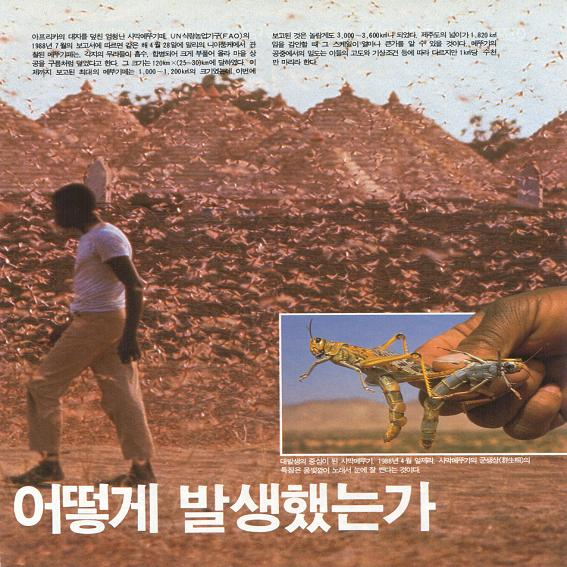 아프리카의 대지를 덮친 엄청난 사막메뚜기떼. UN식량농업기구(FAO)의
1988년 7월의 보고서에 따르면 같은 해 4월 28일에 말리의 니아풍케에서 관
찰된 메뚜기떼는, 각지의 무리들이 흡수, 합병되어 크게 부풀어 올라 마을 상
공을 구름처럼 덮었다고 한다. 그 크기는 120km×(25~30)km에 달하였다. 이
제까지 보고된 최대의 메뚜기떼는 1,000~1,200㎢의 크기였는데 이번에
보고된 것은 놀랍게도 3,000~3,600㎢나 되었다. 제주도의 넓이가 1,820㎢
임을 감안할 때 그 스케일이 얼마나 큰가를 알 수 있을 것이다. 메뚜기의
공중에서의 밀도는 이들의 고도와 기상조건 등에 따라 다르지만 1㎢당 수천
만 마리라 한다.
대발생의 중심이 된 사막메뚜기. 1988년 4월 알제리. 사막메뚜기의 군생상(群生相)의
특징은 몸빛깔이 노래서 눈에 잘 띈다는 것이다.
어떻게 발생했는가